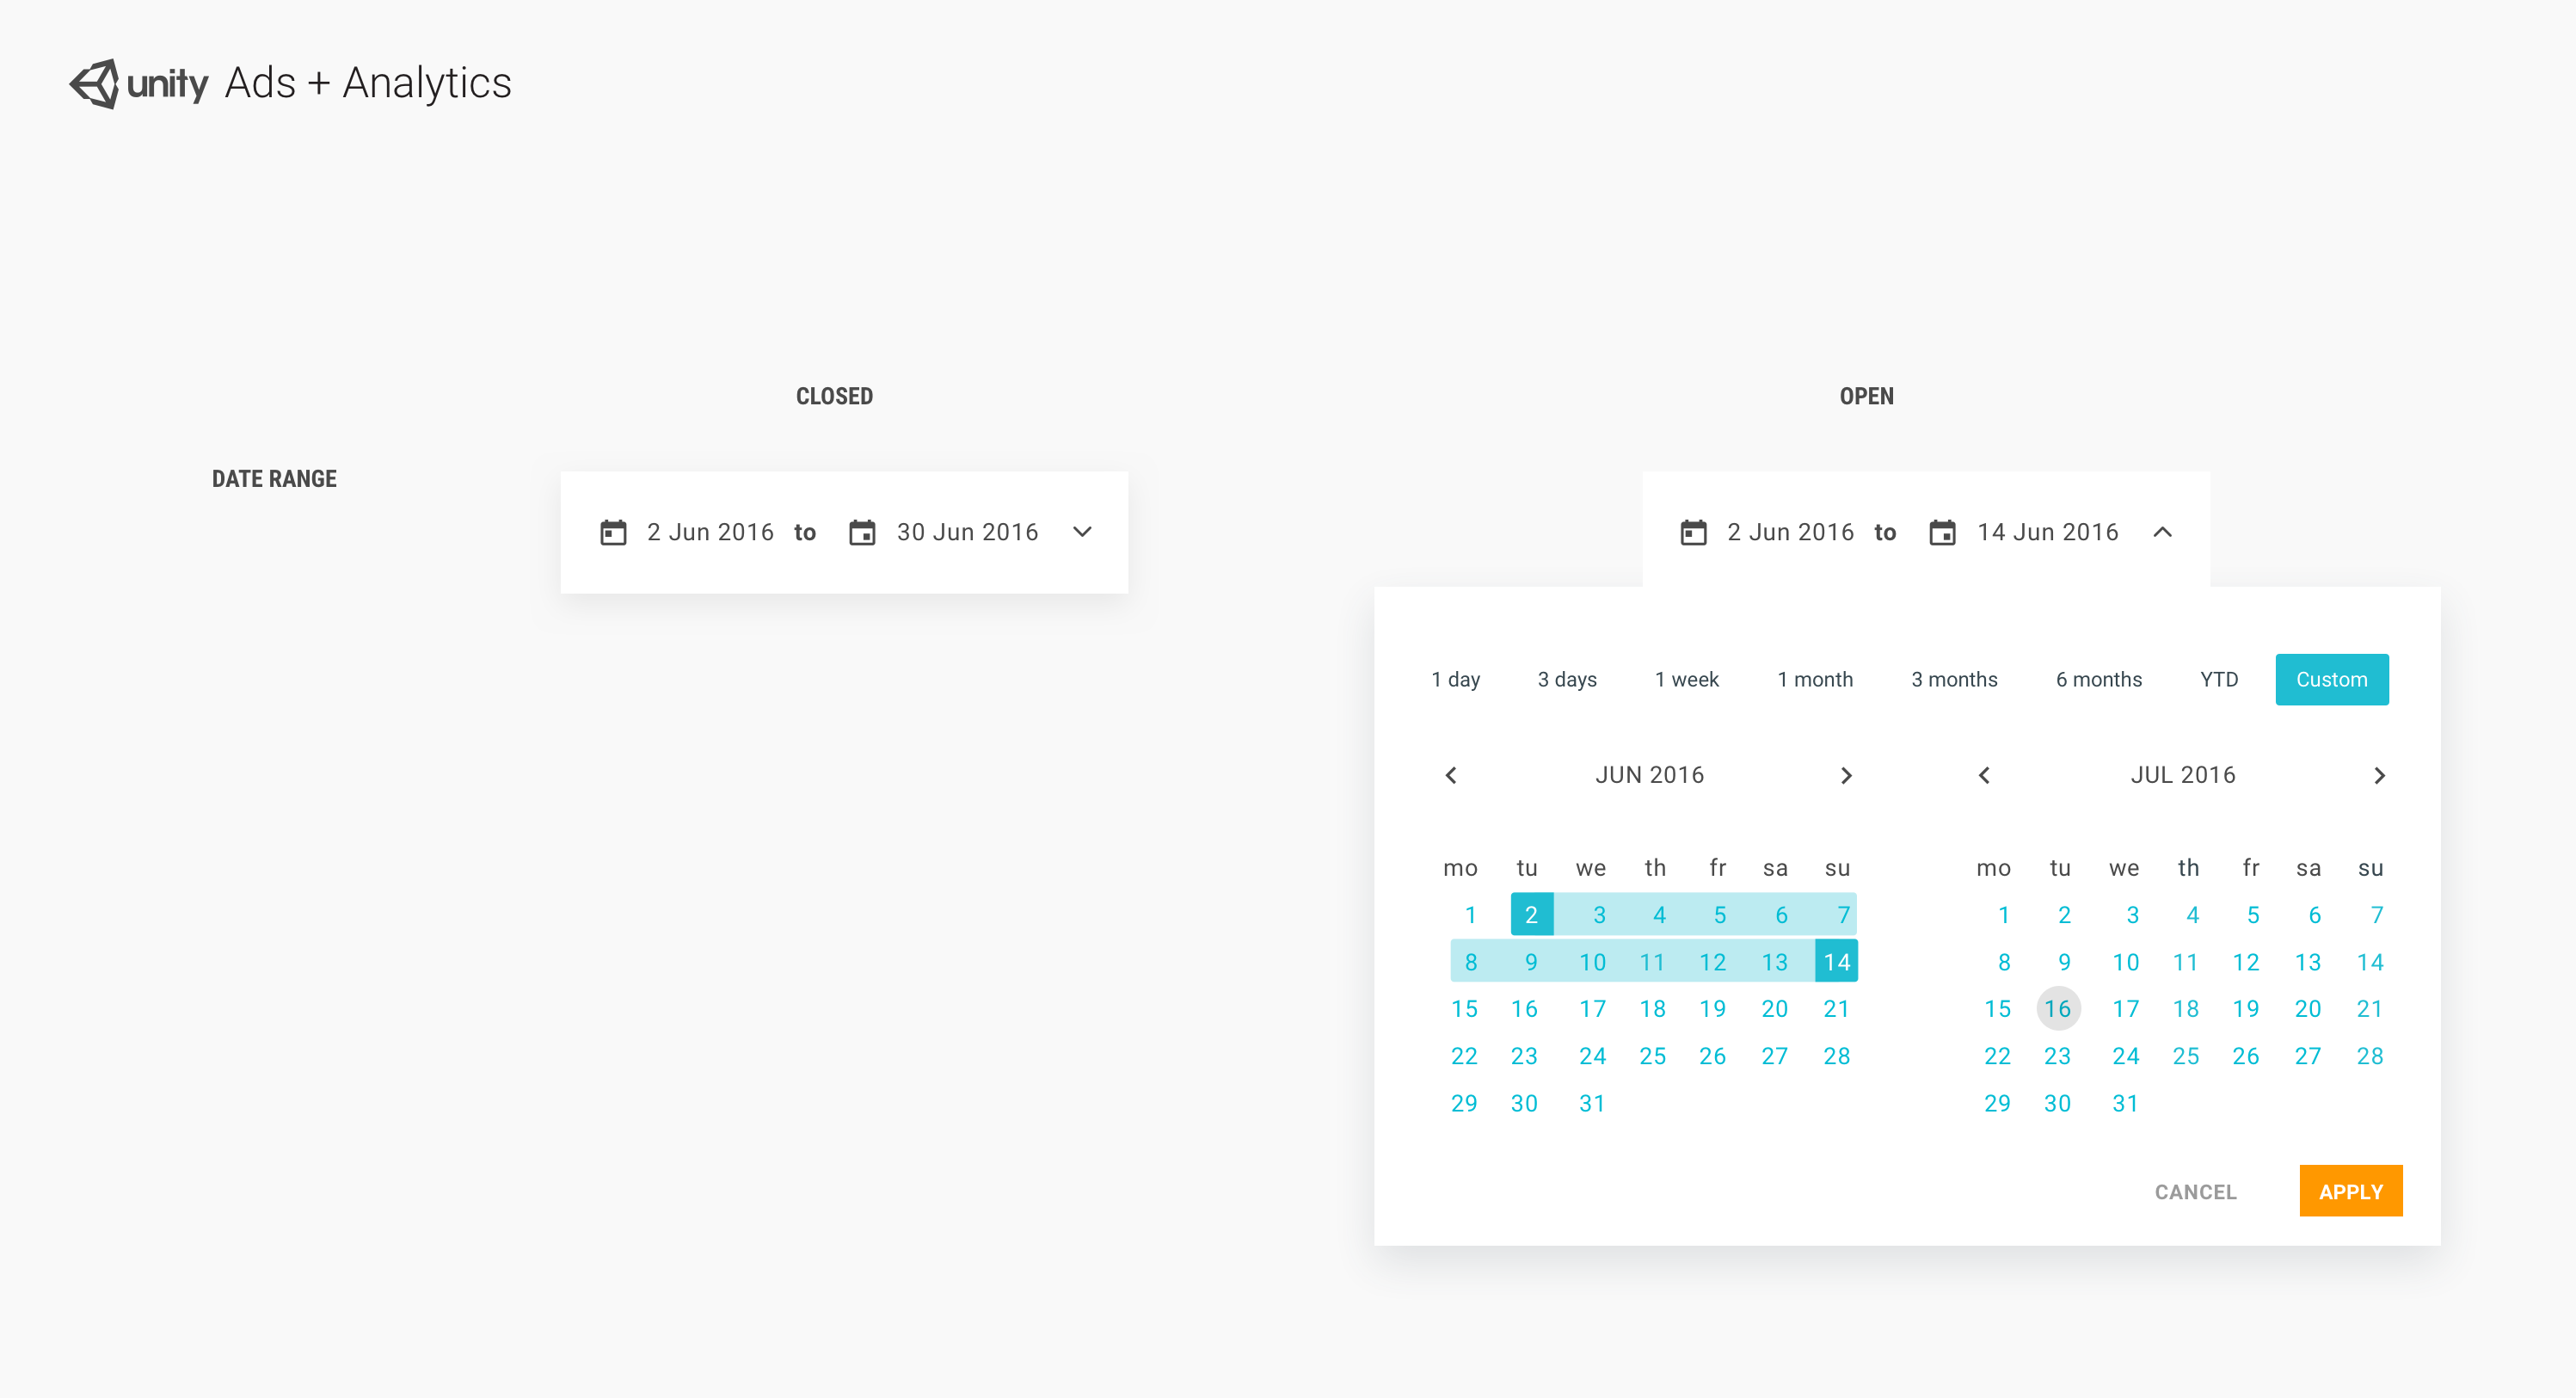 unity Ads + Analytics
CLOSED
OPEN
DATE RANGE
2 Jun 2016 to 30 Jun 2016
2 Jun 2016 to 14 Jun 2016
1 day 3 days 1 week 1 month 3 months 6 months YTD Custom
JUN 2016
mo tu we th fr sa su
1 2 3 4 5 6 7
8 9 10 11 12 13 14
15 16 17 18 19 20 21
22 23 24 25 26 27 28
29 30 31
JUL 2016
mo tu we th fr sa su
1 2 3 4 5 6 7
8 9 10 11 12 13 14
15 16 17 18 19 20 21
22 23 24 25 26 27 28
29 30 31
CANCEL APPLY